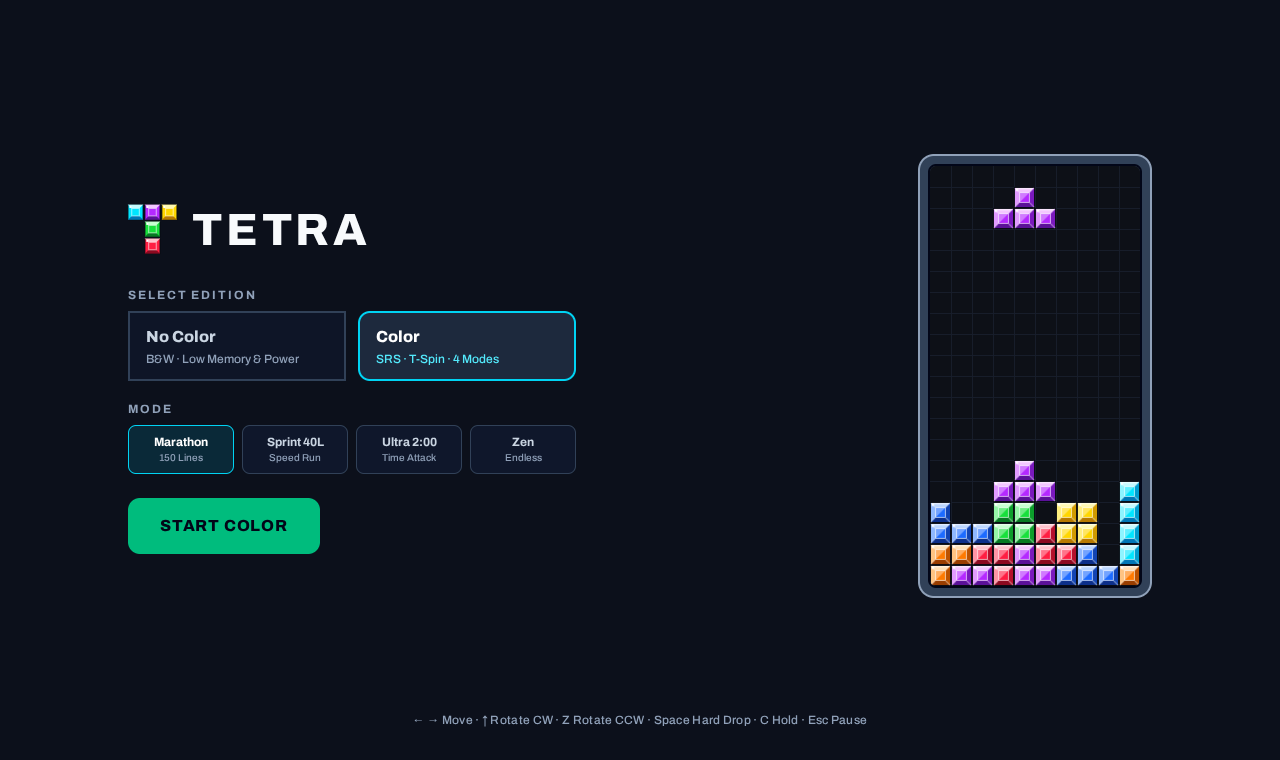 TETRA
SELECT EDITION
No Color
B&W · Low Memory & Power
Color
SRS · T-Spin · 4 Modes
MODE
Marathon
150 Lines
Sprint 40L
Speed Run
Ultra 2:00
Time Attack
Zen
Endless
START COLOR
← → Move · ↑ Rotate CW · Z Rotate CCW · Space Hard Drop · C Hold · Esc Pause